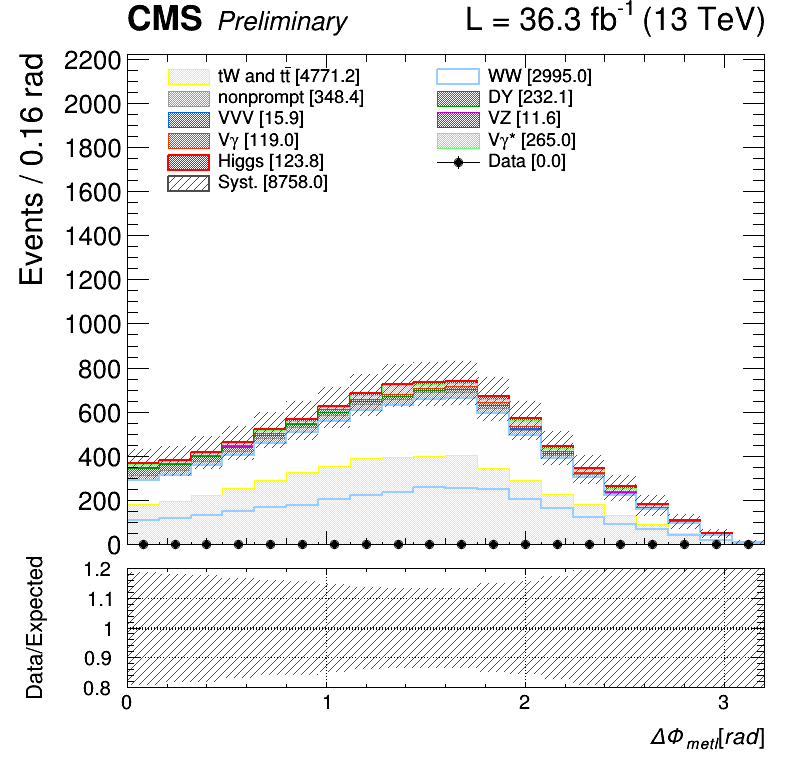 CMS Preliminary L = 36.3 fb⁻¹ (13 TeV)
Events / 0.16 rad
2200
2000
1800
1600
1400
1200
1000
800
600
400
200
0
tW and tt̄ [4771.2]
nonprompt [348.4]
VVV [15.9]
Vγ [119.0]
Higgs [123.8]
Syst. [8758.0]
WW [2995.0]
DY [232.1]
VZ [11.6]
Vγ* [265.0]
Data [0.0]
Data/Expected
1.2
1.1
1
0.9
0.8
0 1 2 3
ΔΦ metl[rad]